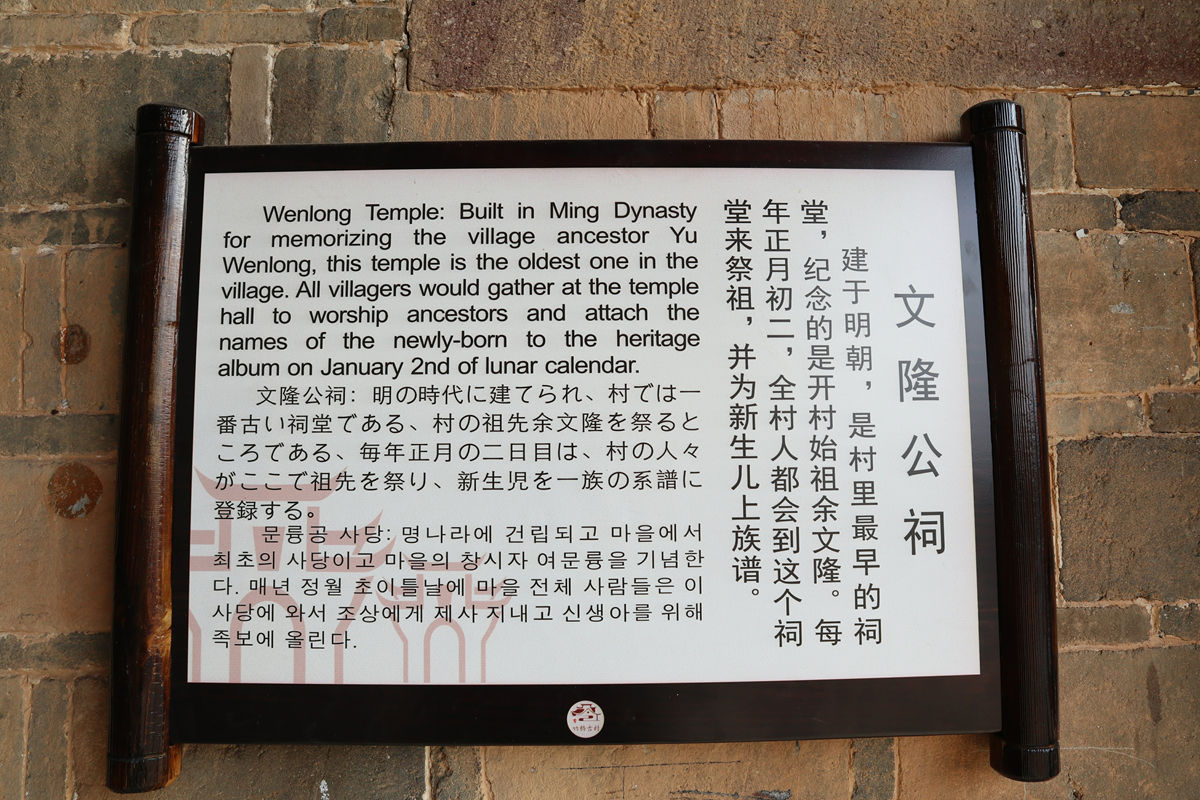 Wenlong Temple: Built in Ming Dynasty
for memorizing the village ancestor Yu
Wenlong, this temple is the oldest one in the
village. All villagers would gather at the temple
hall to worship ancestors and attach the
names of the newly-born to the heritage
album on January 2nd of lunar calendar.
文隆公祠：明の時代に建てられ、村では一
番古い祠堂である、村の祖先余文隆を祭ると
ころである、毎年正月の二日目は、村の人々
がここで祖先を祭り、新生児を一族の系譜に
登録する。
문륭공 사당: 명나라에 건립되고 마을에서
최초의 사당이고 마을의 창시자 여문륭을 기념한
다. 매년 정월 초이틀날에 마을 전체 사람들은 이
사당에 와서 조상에게 제사 지내고 신생아를 위해
족보에 올린다.
文隆公祠
建于明朝，是村里最早的祠
堂，纪念的是开村始祖余文隆。每
年正月初二，全村人都会到这个祠
堂来祭祖，并为新生儿上族谱。